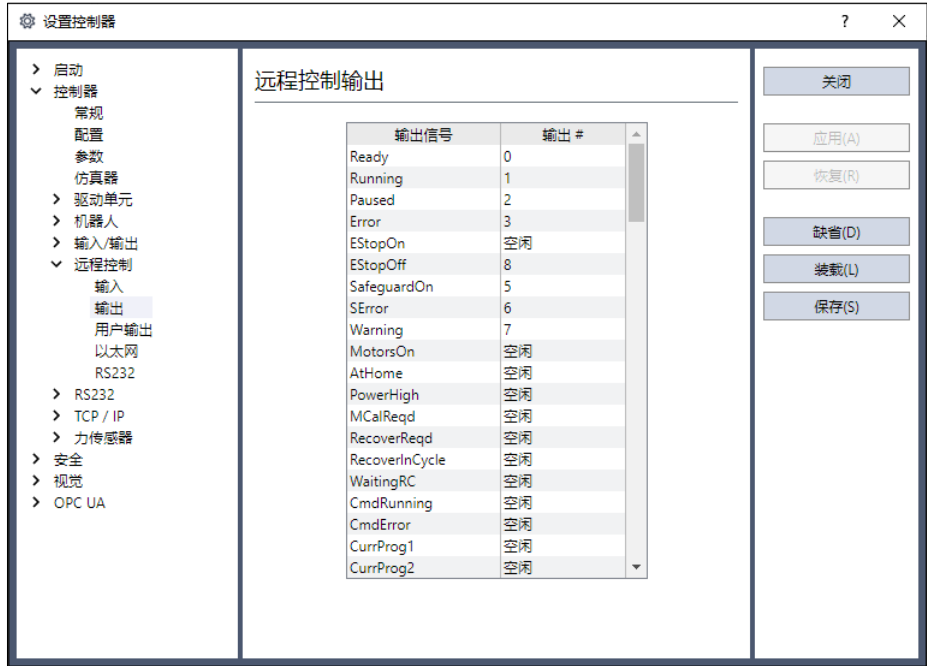 设置控制器
?
启动
控制器
常规
配置
参数
仿真器
驱动单元
机器人
输入/输出
远程控制
输入
输出
用户输出
以太网
RS232
RS232
TCP / IP
力传感器
安全
视觉
OPC UA
远程控制输出
输出信号 输出 #
Ready 0
Running 1
Paused 2
Error 3
EStopOn 空闲
EStopOff 8
SafeguardOn 5
SError 6
Warning 7
MotorsOn 空闲
AtHome 空闲
PowerHigh 空闲
MCalReqd 空闲
RecoverReqd 空闲
RecoverInCycle 空闲
WaitingRC 空闲
CmdRunning 空闲
CmdError 空闲
CurrProg1 空闲
CurrProg2 空闲
关闭
应用(A)
恢复(R)
缺省(D)
装载(L)
保存(S)